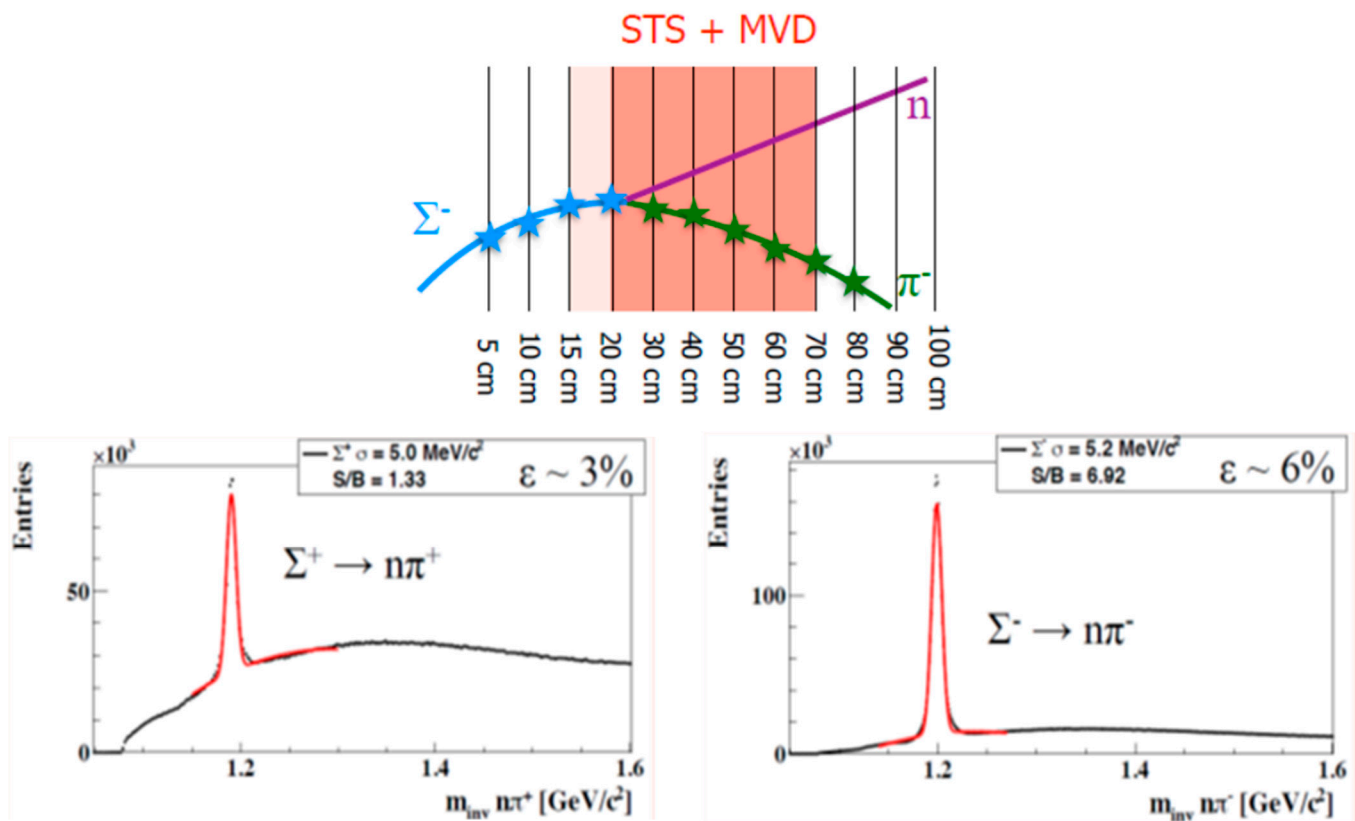 STS + MVD
n
Σ⁻
π⁻
5 cm
10 cm
15 cm
20 cm
30 cm
40 cm
50 cm
60 cm
70 cm
80 cm
90 cm
100 cm
×10³
Σ⁺ σ = 5.0 MeV/c²
S/B = 1.33
ε ~ 3%
Entries
Σ⁺ → nπ⁺
50
0
1.2
1.4
1.6
m_inv nπ⁺ [GeV/c²]
×10³
Σ⁻ σ = 5.2 MeV/c²
S/B = 6.92
ε ~ 6%
Entries
100
Σ⁻ → nπ⁻
0
1.2
1.4
1.6
m_inv nπ⁻ [GeV/c²]